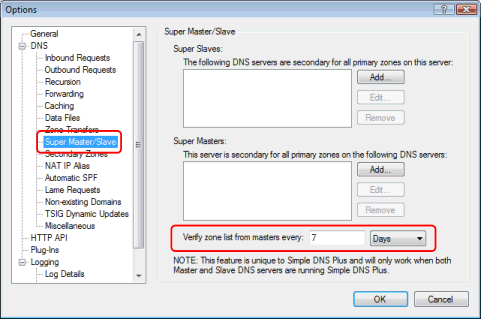 Options
General
DNS
Inbound Requests
Outbound Requests
Recursion
Forwarding
Caching
Data Files
Zone Transfers
Super Master/Slave
Secondary Zones
NAT IP Alias
Automatic SPF
Lame Requests
Non-existing Domains
TSIG Dynamic Updates
Miscellaneous
HTTP API
Plug-Ins
Logging
Log Details
Super Master/Slave
Super Slaves:
The following DNS servers are secondary for all primary zones on this server:
Add...
Edit...
Remove
Super Masters:
This server is secondary for all primary zones on the following DNS servers:
Add...
Edit...
Remove
Verify zone list from masters every: 7 Days
NOTE: This feature is unique to Simple DNS Plus and will only work when both
Master and Slave DNS servers are running Simple DNS Plus.
OK Cancel